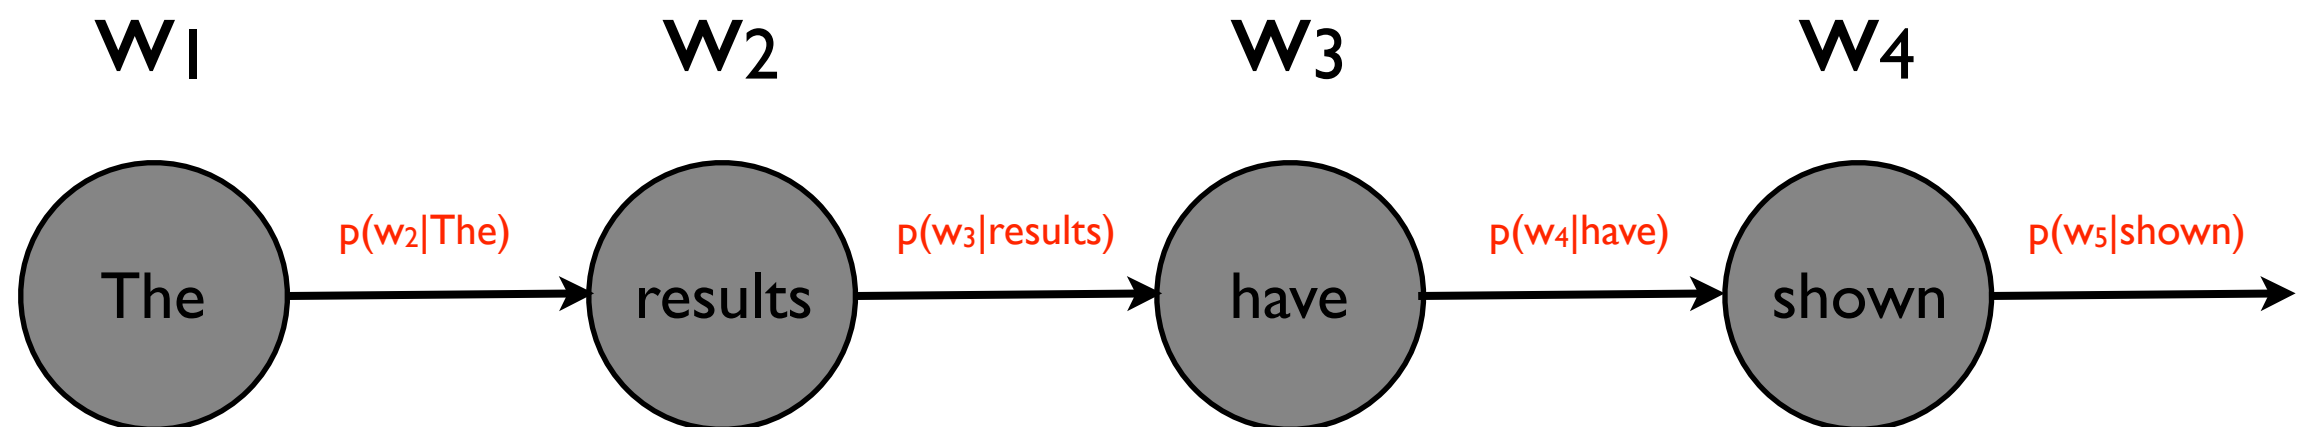 w1 w2 w3 w4
p(w2|The) p(w3|results) p(w4|have) p(w5|shown)
The results have shown